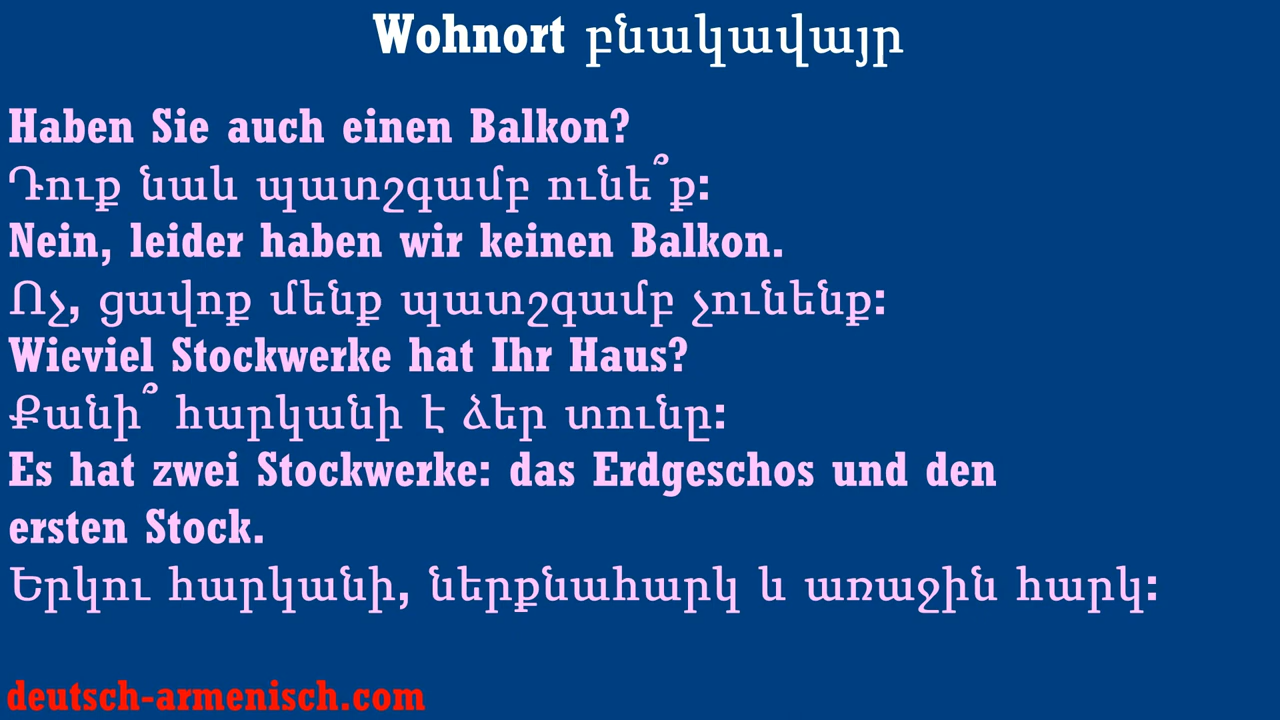 Wohnort բնակավայր
Haben Sie auch einen Balkon?
Դուք նաև պատշգամբ ունե՞ք:
Nein, leider haben wir keinen Balkon.
Ոչ, ցավոք մենք պատշգամբ չունենք:
Wieviel Stockwerke hat Ihr Haus?
Քանի՞ հարկանի է ձեր տունը:
Es hat zwei Stockwerke: das Erdgeschos und den
ersten Stock.
Երկու հարկանի, ներքնահարկ և առաջին հարկ:
deutsch-armenisch.com